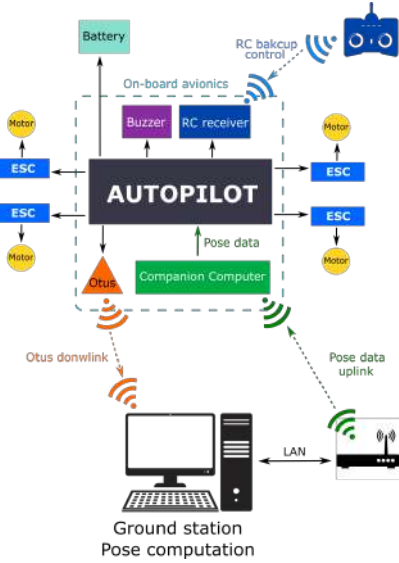 Battery
RC bakcup
control
On-board avionics
Buzzer
RC receiver
Motor
Motor
ESC
ESC
AUTOPILOT
ESC
ESC
Pose data
Motor
Motor
Otus
Companion Computer
Otus donwlink
Pose data
uplink
LAN
Ground station
Pose computation